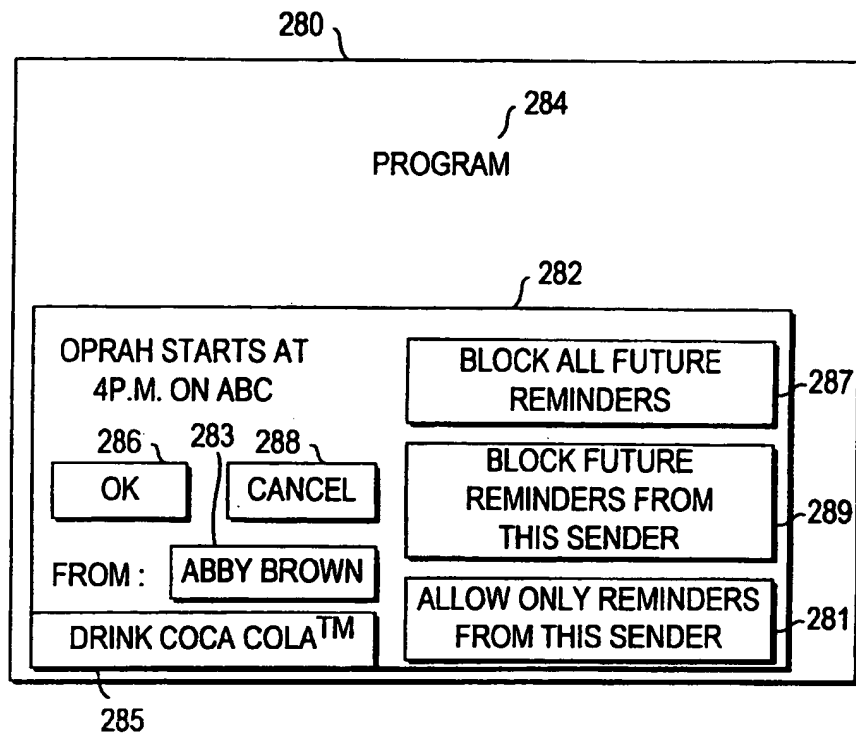 280
284
PROGRAM
282
OPRAH STARTS AT
4P.M. ON ABC
BLOCK ALL FUTURE
REMINDERS
287
286
283
288
OK
CANCEL
BLOCK FUTURE
REMINDERS FROM
THIS SENDER
289
FROM :
ABBY BROWN
ALLOW ONLY REMINDERS
FROM THIS SENDER
281
DRINK COCA COLA™
285